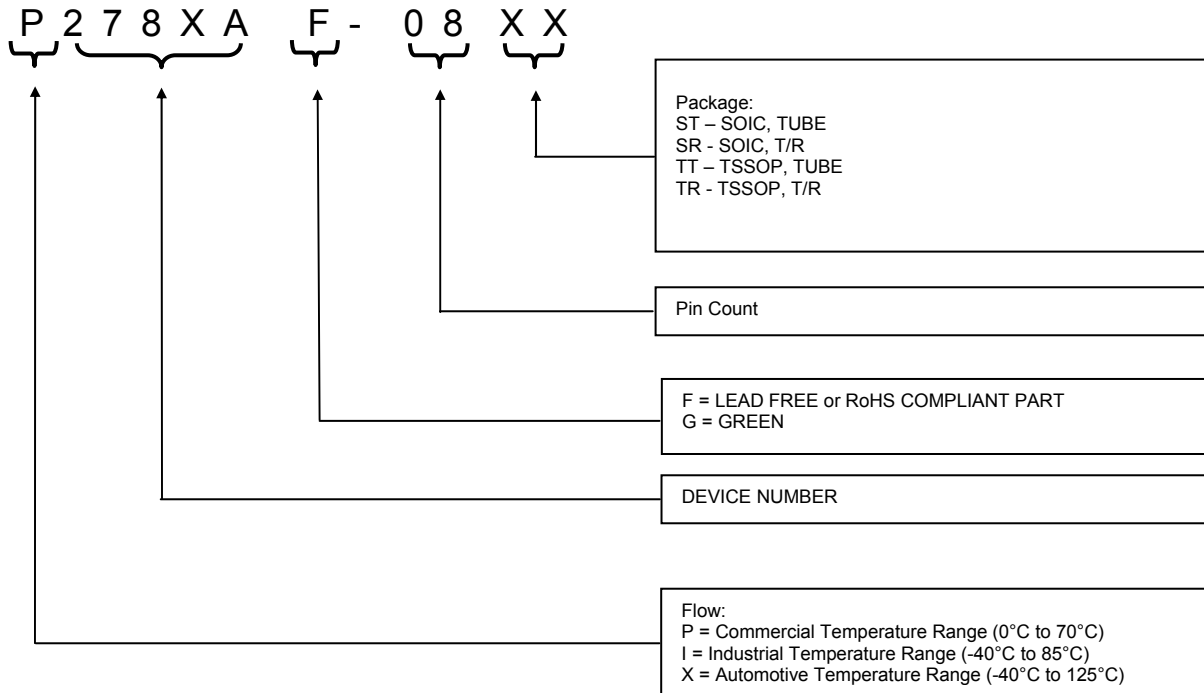 P 2 7 8 X A F - 0 8 X X
Package:
ST – SOIC, TUBE
SR - SOIC, T/R
TT – TSSOP, TUBE
TR - TSSOP, T/R
Pin Count
F = LEAD FREE or RoHS COMPLIANT PART
G = GREEN
DEVICE NUMBER
Flow:
P = Commercial Temperature Range (0°C to 70°C)
I = Industrial Temperature Range (-40°C to 85°C)
X = Automotive Temperature Range (-40°C to 125°C)